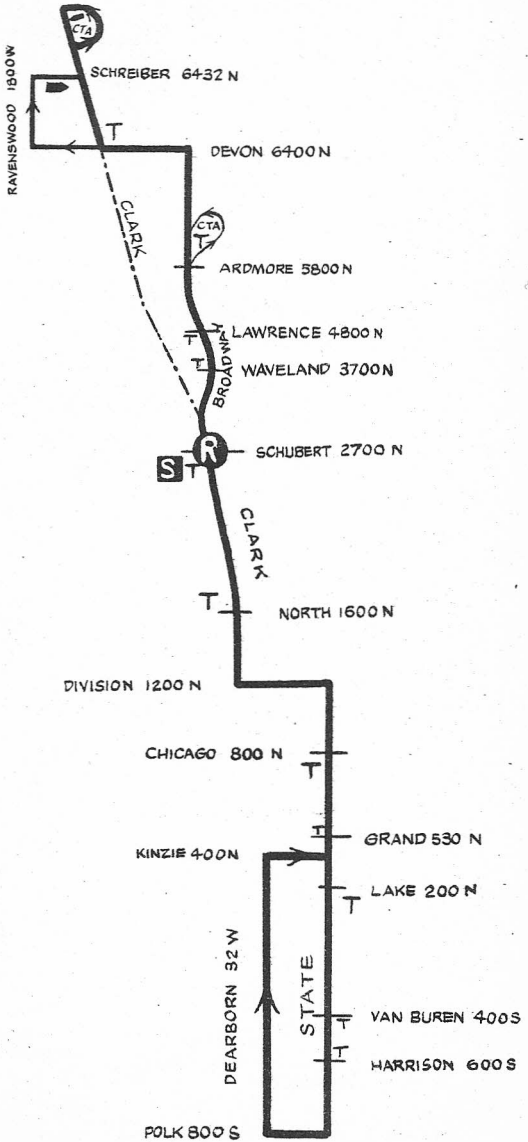 CTA
SCHREIBER 6432 N
RAVENSWOOD 1800W
T
DEVON 6400 N
CLARK
CTA
T
ARDMORE 5800 N
LAWRENCE 4800 N
T
BROADWAY
T
WAVELAND 3700 N
R
SCHUBERT 2700 N
S
T
CLARK
T
NORTH 1600 N
DIVISION 1200 N
CHICAGO 800 N
T
T
GRAND 530 N
KINZIE 400 N
LAKE 200 N
T
DEARBORN 32 W
STATE
VAN BUREN 400 S
T
T
HARRISON 600 S
POLK 800 S